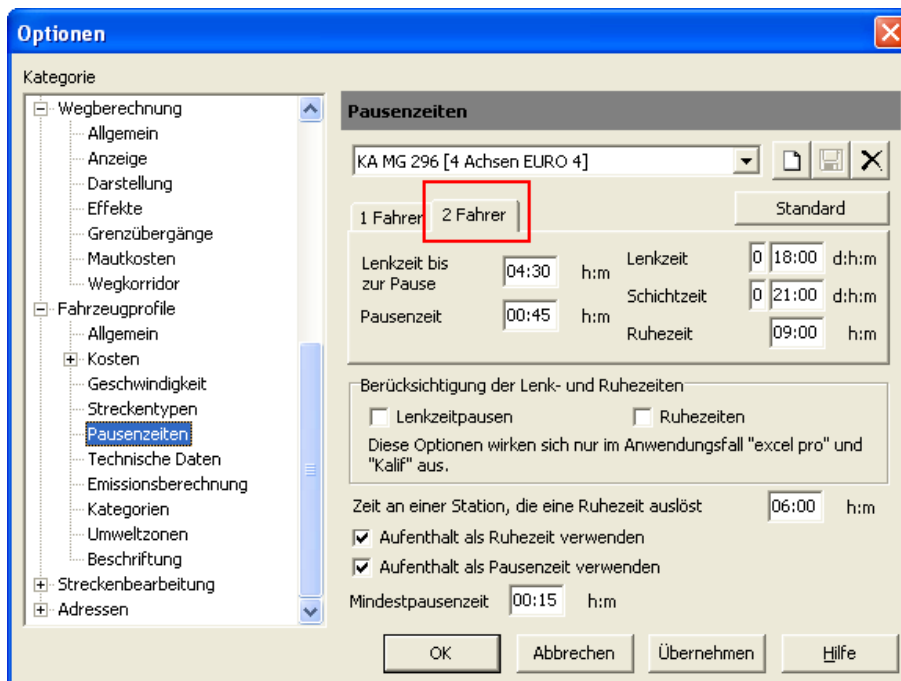 Optionen
Kategorie
Wegberechnung
Allgemein
Anzeige
Darstellung
Effekte
Grenzübergänge
Mautkosten
Wegkorridor
Fahrzeugprofile
Allgemein
Kosten
Geschwindigkeit
Streckentypen
Pausenzeiten
Technische Daten
Emissionsberechnung
Kategorien
Umweltzonen
Beschriftung
Streckenbearbeitung
Adressen
Pausenzeiten
KA MG 296 [4 Achsen EURO 4]
1 Fahrer 2 Fahrer Standard
Lenkzeit bis
zur Pause 04:30 h:m
Pausenzeit 00:45 h:m
Lenkzeit 0 18:00 d:h:m
Schichtzeit 0 21:00 d:h:m
Ruhezeit 09:00 h:m
Berücksichtigung der Lenk- und Ruhezeiten
Lenkzeitpausen Ruhezeiten
Diese Optionen wirken sich nur im Anwendungsfall "excel pro" und
"Kalif" aus.
Zeit an einer Station, die eine Ruhezeit auslöst 06:00 h:m
Aufenthalt als Ruhezeit verwenden
Aufenthalt als Pausenzeit verwenden
Mindestpausenzeit 00:15 h:m
OK Abbrechen Übernehmen Hilfe